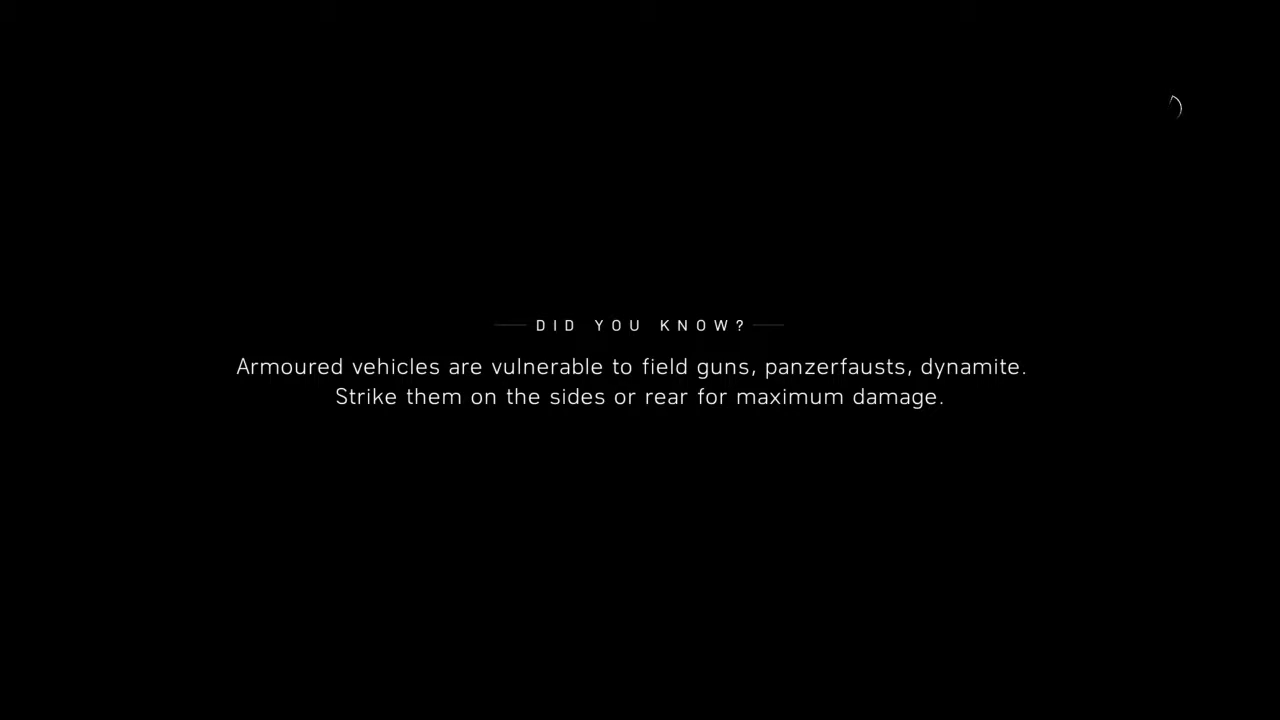 DID YOU KNOW?
Armoured vehicles are vulnerable to field guns, panzerfausts, dynamite.
Strike them on the sides or rear for maximum damage.